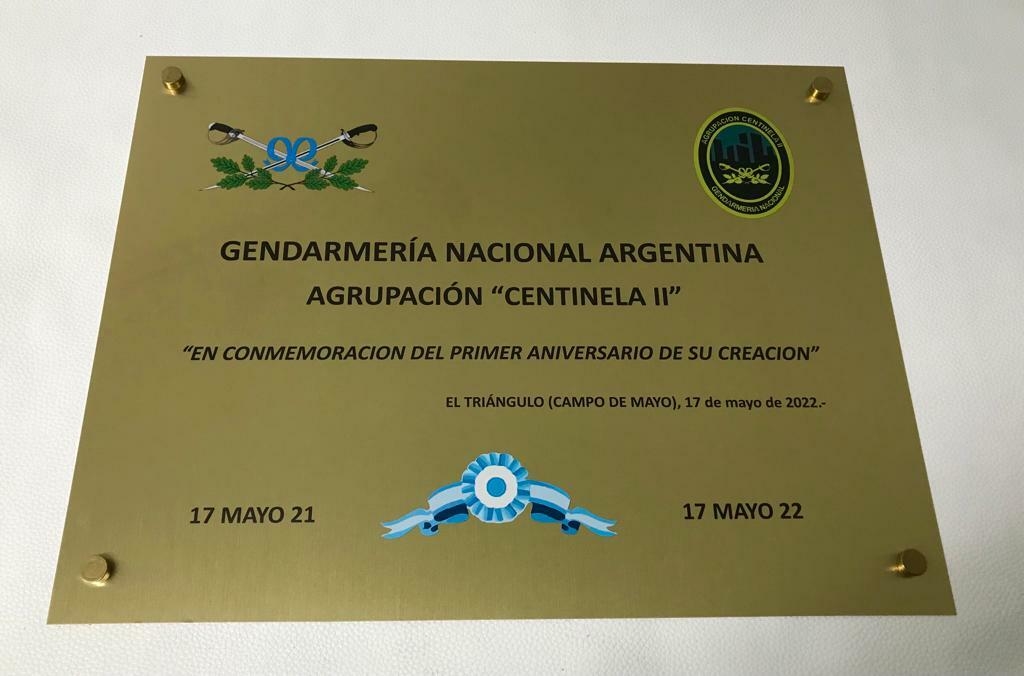 AGRUPACION CENTINELA II
GENDARMERIA NACIONAL
GENDARMERÍA NACIONAL ARGENTINA
AGRUPACIÓN “CENTINELA II”
“EN CONMEMORACION DEL PRIMER ANIVERSARIO DE SU CREACION”
EL TRIÁNGULO (CAMPO DE MAYO), 17 de mayo de 2022.-
17 MAYO 21
17 MAYO 22